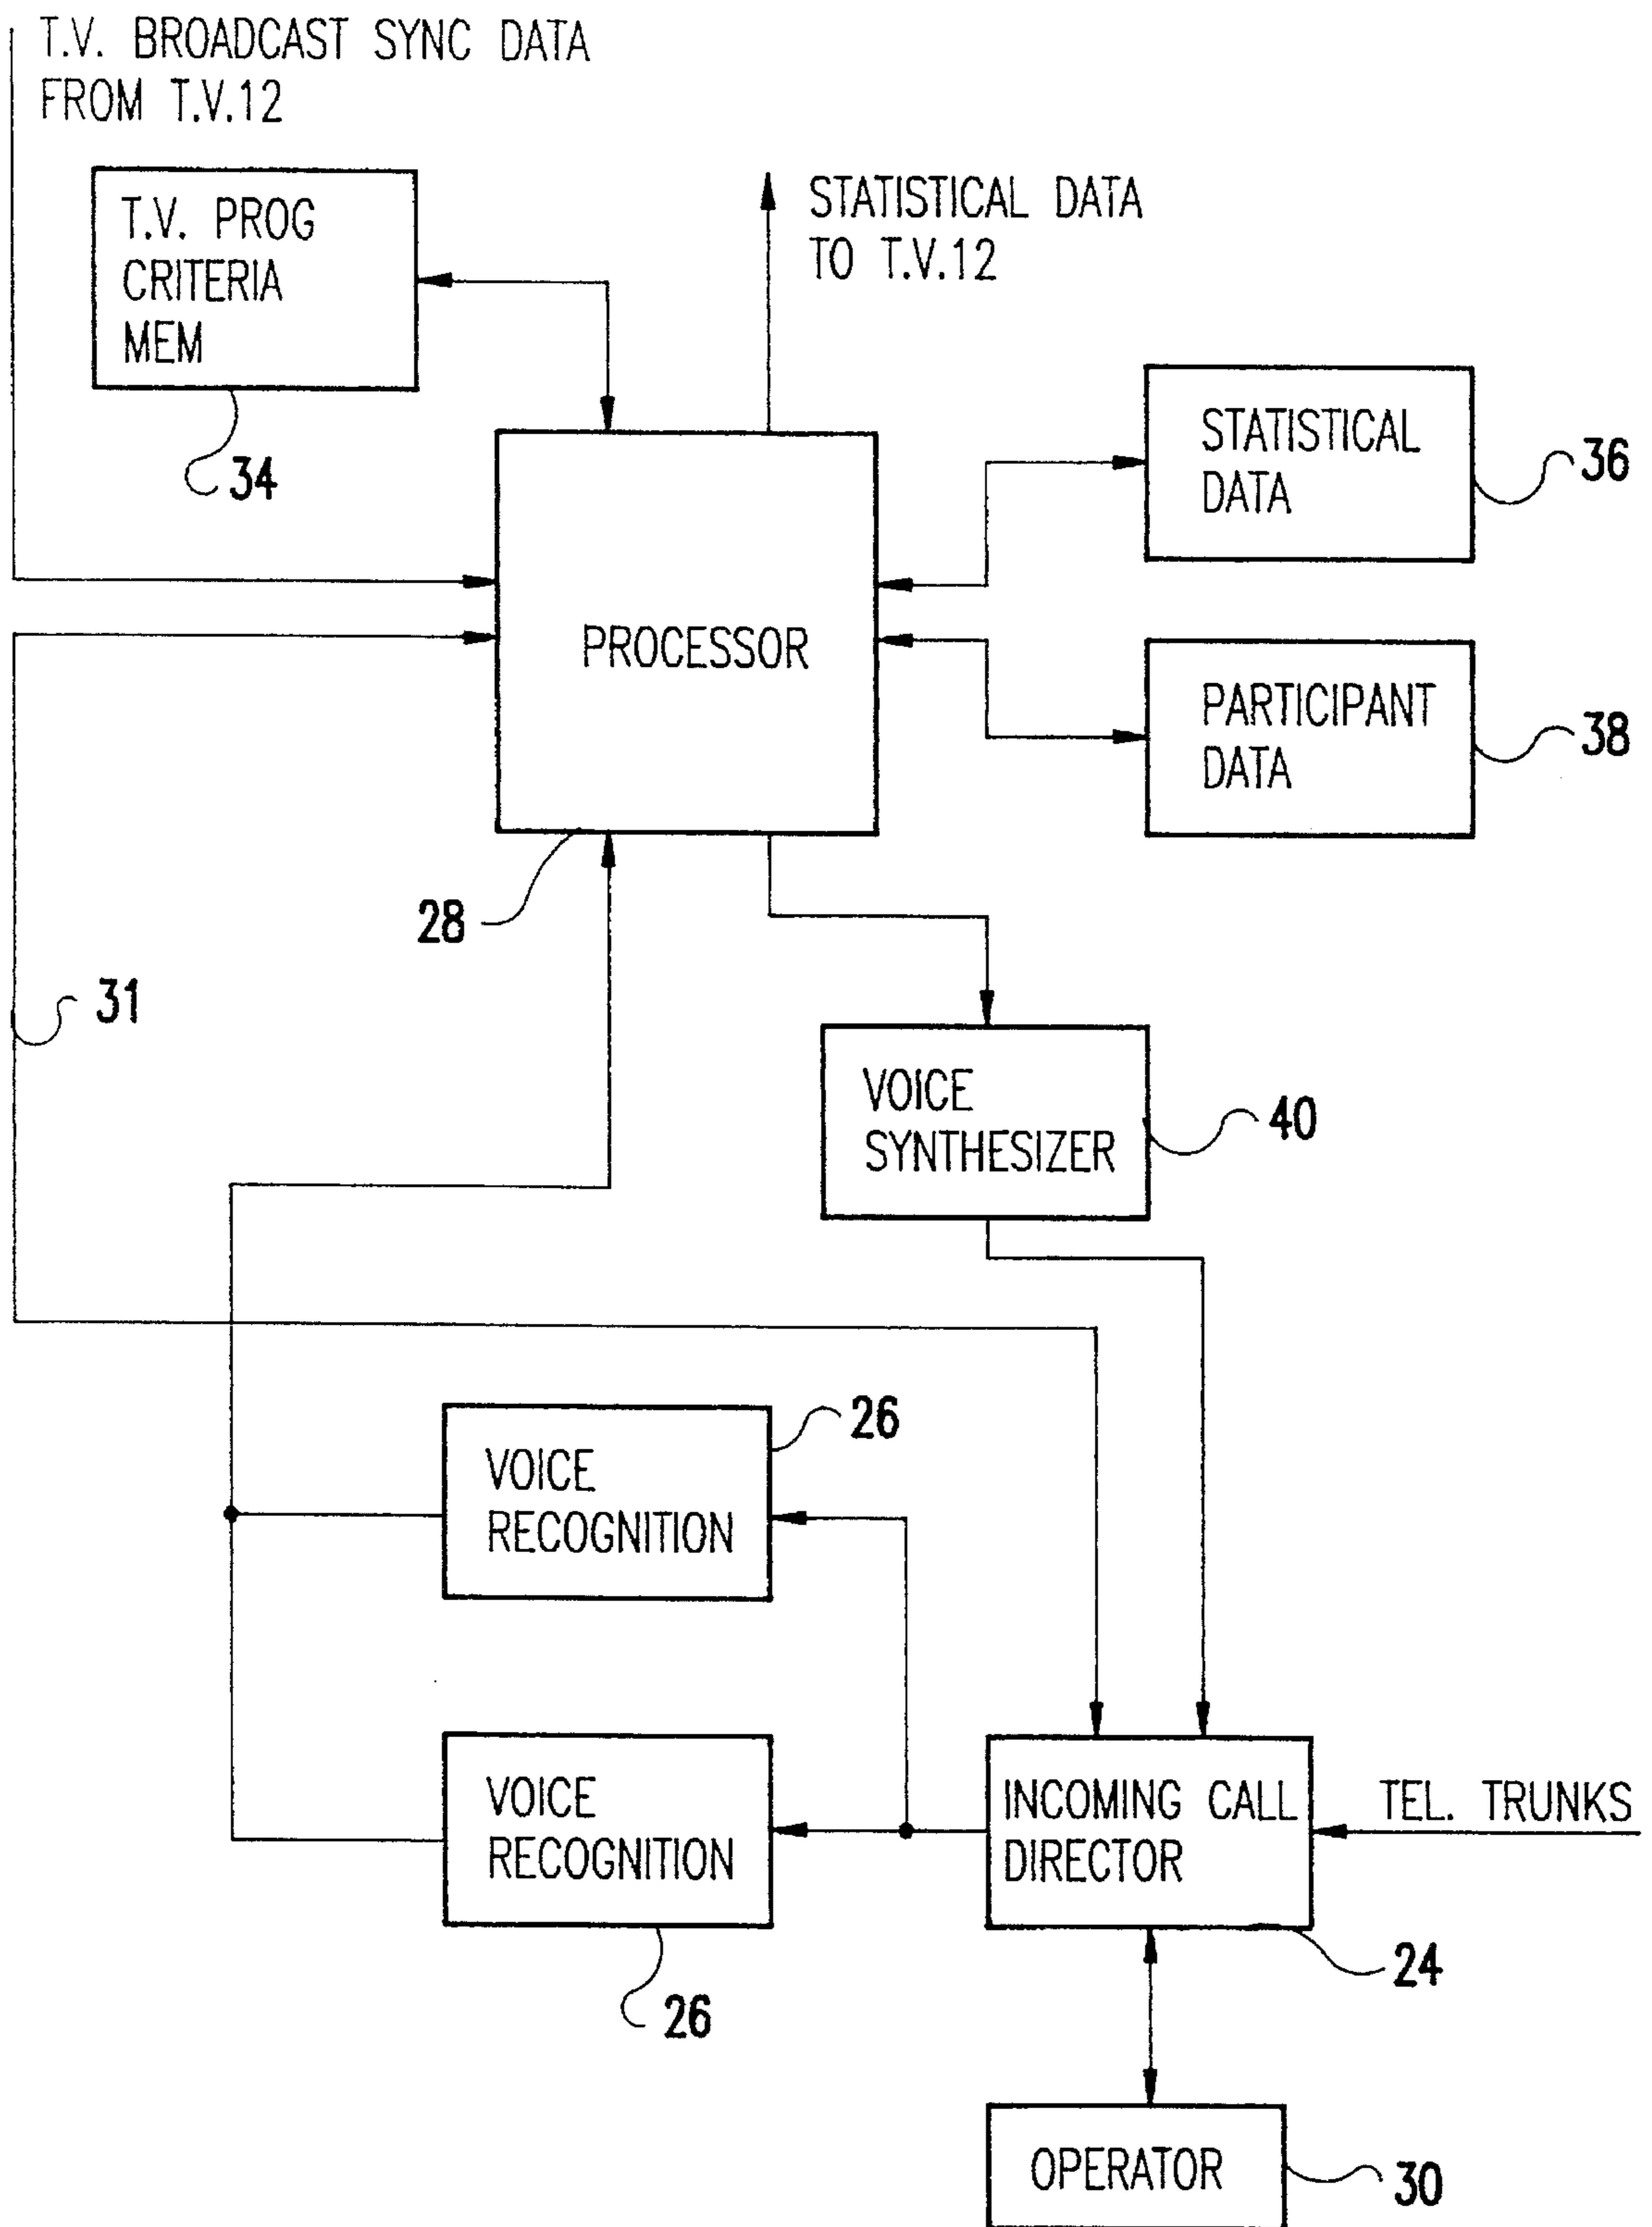 T.V. BROADCAST SYNC DATA
FROM T.V.12
T.V. PROG
CRITERIA
MEM
34
STATISTICAL DATA
TO T.V.12
STATISTICAL
DATA
36
PROCESSOR
28
PARTICIPANT
DATA
38
31
VOICE
SYNTHESIZER
40
VOICE
RECOGNITION
26
VOICE
RECOGNITION
26
INCOMING CALL
DIRECTOR
24
TEL. TRUNKS
OPERATOR
30